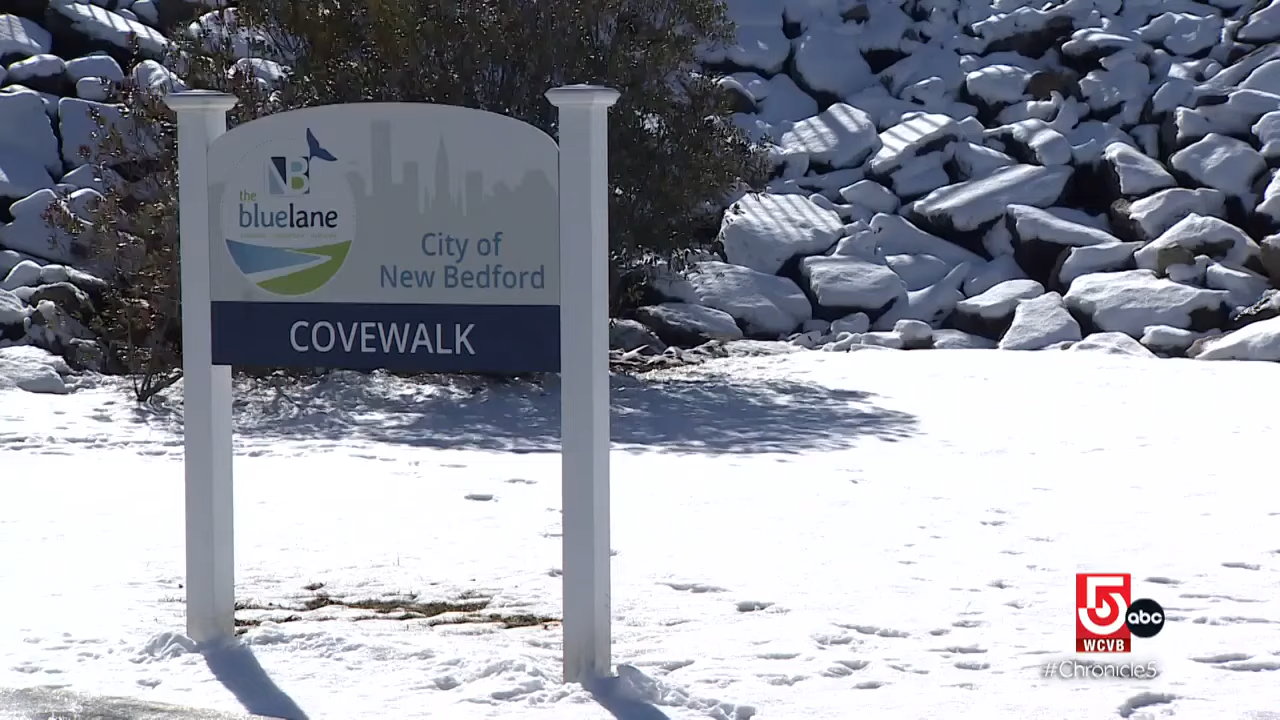 NB
the
bluelane
City of
New Bedford
COVEWALK
5
abc
WCVB
#Chronicle5